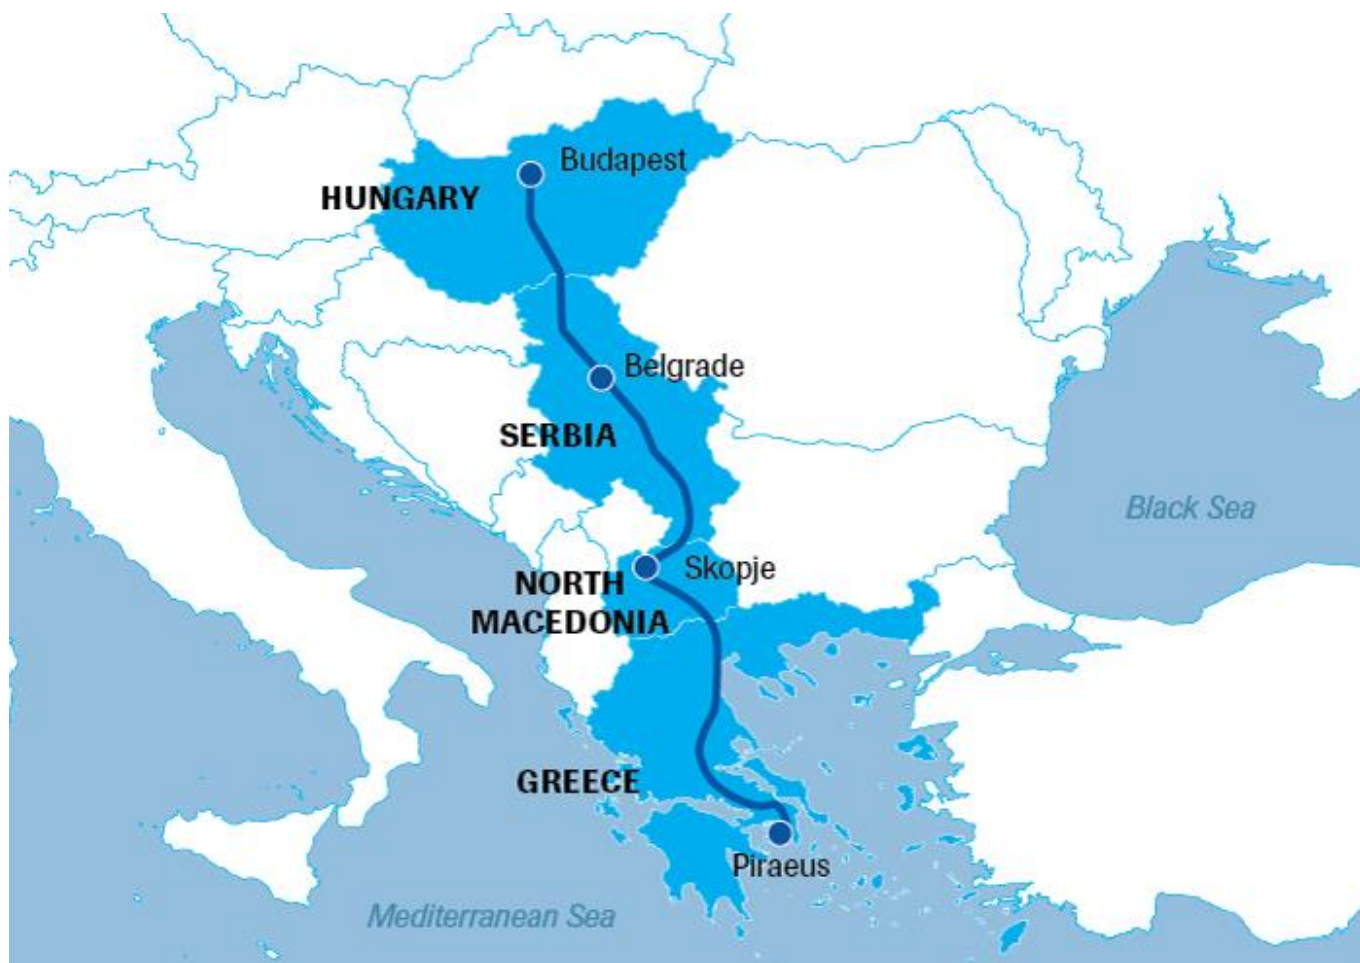 Budapest
HUNGARY
Belgrade
SERBIA
Black Sea
Skopje
NORTH
MACEDONIA
GREECE
Piraeus
Mediterranean Sea